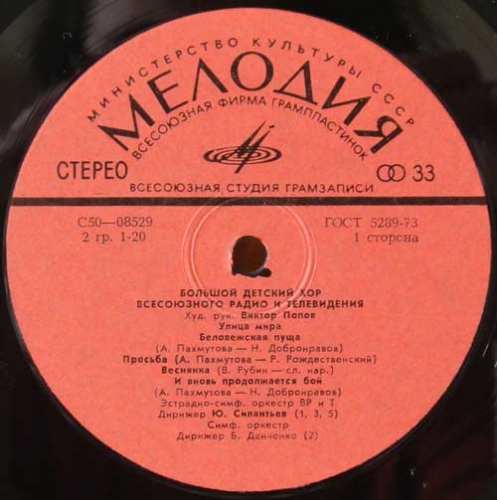 МИНИСТЕРСТВО КУЛЬТУРЫ СССР
МЕЛОДИЯ
ВСЕСОЮЗНАЯ ФИРМА ГРАМПЛАСТИНОК
СТЕРЕО
33
ВСЕСОЮЗНАЯ СТУДИЯ ГРАМЗАПИСИ
С50—08529
ГОСТ 5289-73
2 гр. 1-20
1 сторона
БОЛЬШОЙ ДЕТСКИЙ ХОР
ВСЕСОЮЗНОГО РАДИО И ТЕЛЕВИДЕНИЯ
Худ. рук. Виктор Попов
Улица мира
Беловежская пуща
(А. Пахмутова — Н. Добронравов)
Просьба (А. Пахмутова — Р. Рождественский)
Веснянка (В. Рубин — сл. нар.)
И вновь продолжается бой
(А. Пахмутова — Н. Добронравов)
Эстрадно-симф. оркестр ВР и Т
Дирижер Ю. Силантьев (1, 3, 5)
Симф. оркестр
Дирижер Б. Данченко (2)